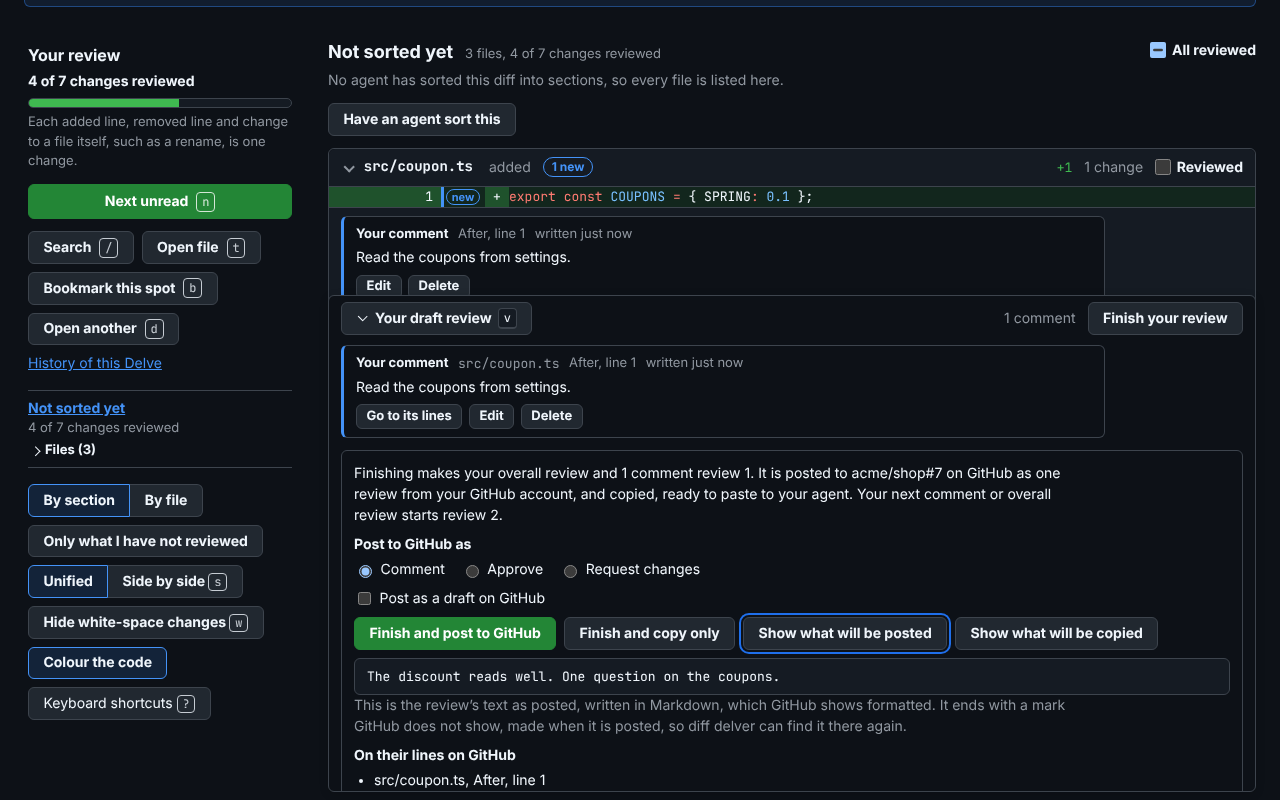 Your review
4 of 7 changes reviewed
Each added line, removed line and change
to a file itself, such as a rename, is one
change.
Next unread n
Search / Open file t
Bookmark this spot b
Open another d
History of this Delve
Not sorted yet
4 of 7 changes reviewed
Files (3)
By section By file
Only what I have not reviewed
Unified Side by side s
Hide white-space changes w
Colour the code
Keyboard shortcuts ?
Not sorted yet 3 files, 4 of 7 changes reviewed All reviewed
No agent has sorted this diff into sections, so every file is listed here.
Have an agent sort this
src/coupon.ts added 1 new +1 1 change Reviewed
1 new + export const COUPONS = { SPRING: 0.1 };
Your comment After, line 1 written just now
Read the coupons from settings.
Edit Delete
Your draft review v 1 comment Finish your review
Your comment src/coupon.ts After, line 1 written just now
Read the coupons from settings.
Go to its lines Edit Delete
Finishing makes your overall review and 1 comment review 1. It is posted to acme/shop#7 on GitHub as one
review from your GitHub account, and copied, ready to paste to your agent. Your next comment or overall
review starts review 2.
Post to GitHub as
Comment Approve Request changes
Post as a draft on GitHub
Finish and post to GitHub Finish and copy only Show what will be posted Show what will be copied
The discount reads well. One question on the coupons.
This is the review’s text as posted, written in Markdown, which GitHub shows formatted. It ends with a mark
GitHub does not show, made when it is posted, so diff delver can find it there again.
On their lines on GitHub
• src/coupon.ts, After, line 1